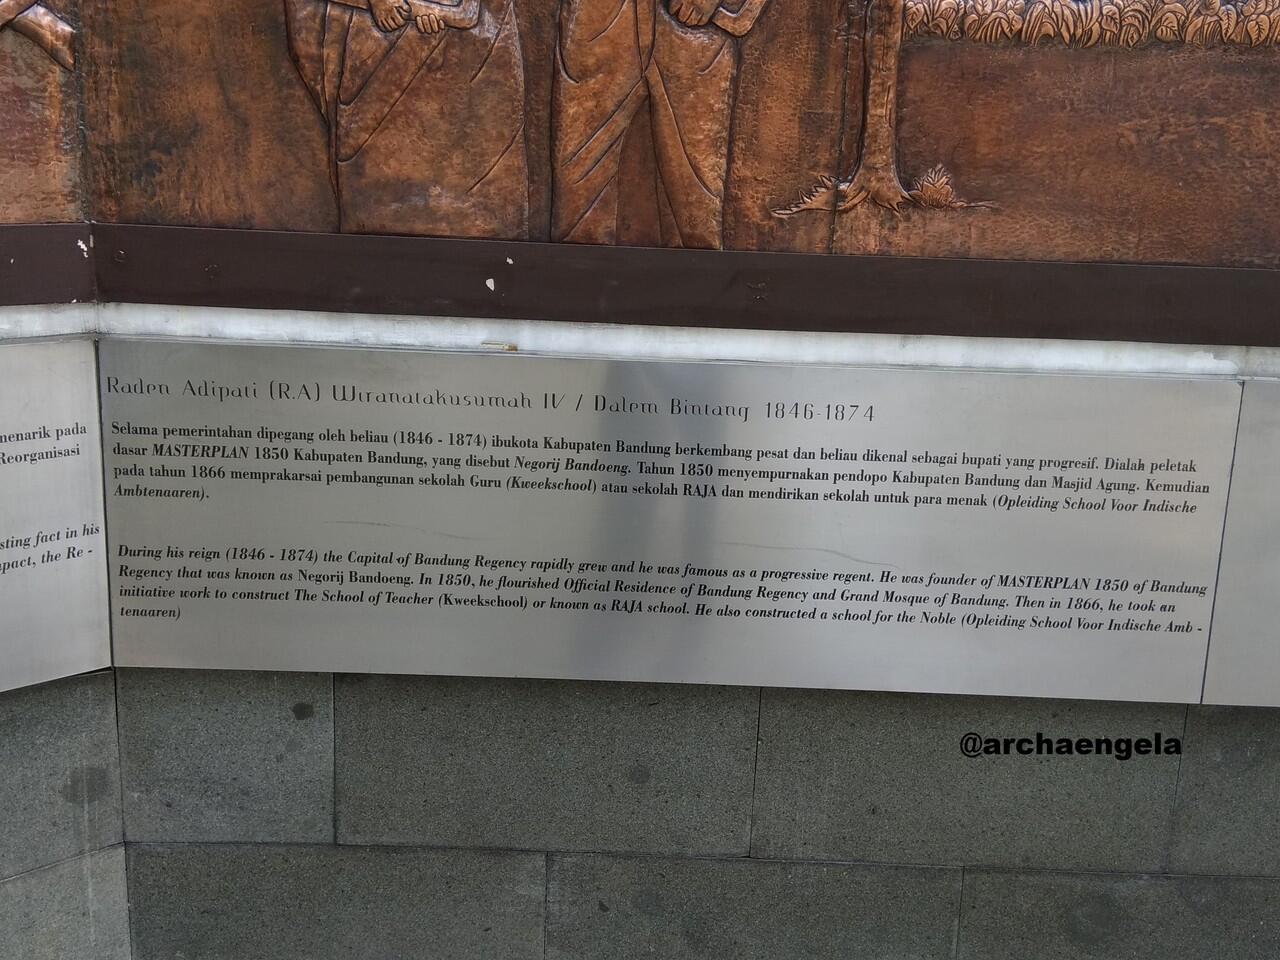 Raden Adipati (R.A) Wiranatakusumah IV / Dalem Bintang 1846-1874
Selama pemerintahan dipegang oleh beliau (1846 - 1874) ibukota Kabupaten Bandung berkembang pesat dan beliau dikenal sebagai bupati yang progresif. Dialah peletak
dasar MASTERPLAN 1850 Kabupaten Bandung, yang disebut Negorij Bandoeng. Tahun 1850 menyempurnakan pendopo Kabupaten Bandung dan Masjid Agung. Kemudian
pada tahun 1866 memprakarsai pembangunan sekolah Guru (Kweekschool) atau sekolah RAJA dan mendirikan sekolah untuk para menak (Opleiding School Voor Indische
Ambtenaaren).
During his reign (1846 - 1874) the Capital of Bandung Regency rapidly grew and he was famous as a progressive regent. He was founder of MASTERPLAN 1850 of Bandung
Regency that was known as Negorij Bandoeng. In 1850, he flourished Official Residence of Bandung Regency and Grand Mosque of Bandung. Then in 1866, he took an
initiative work to construct The School of Teacher (Kweekschool) or known as RAJA school. He also constructed a school for the Noble (Opleiding School Voor Indische Amb -
tenaaren)
menarik pada
Reorganisasi
sting fact in his
mpact, the Re -
@archaengela